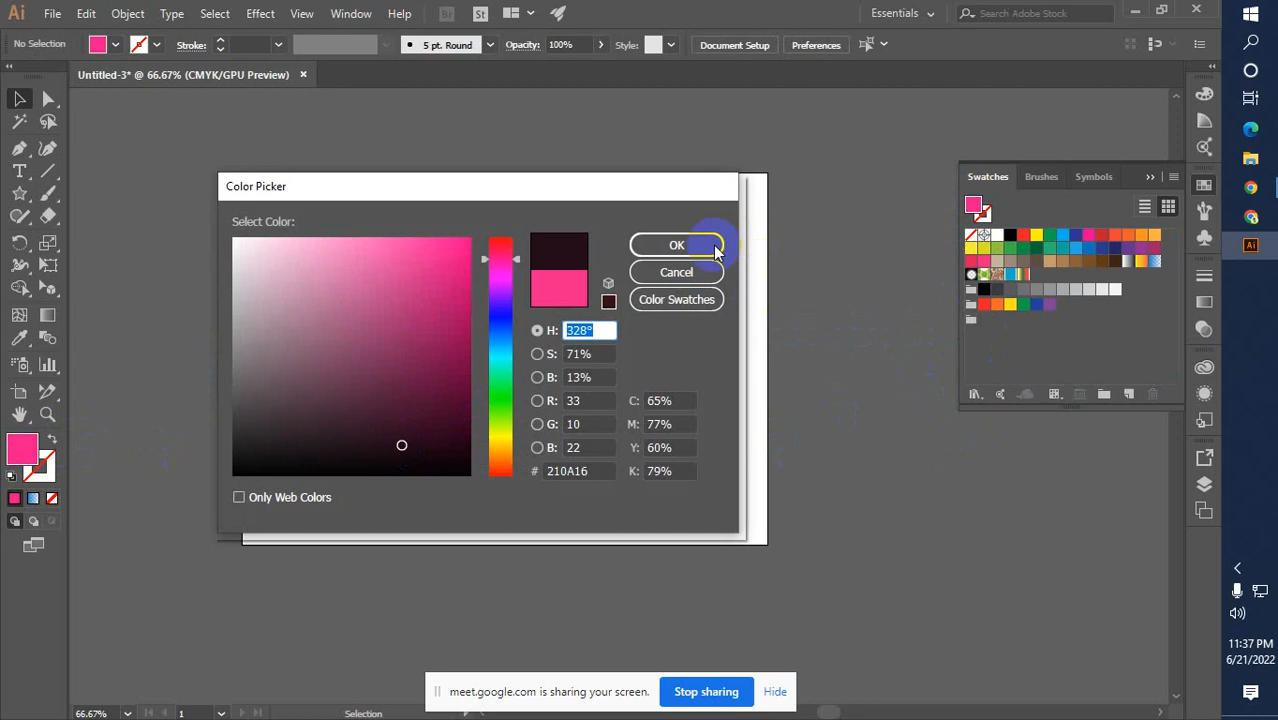 Ai File Edit Object Type Select Effect View Window Help Br St Essentials Search Adobe Stock
No Selection Stroke: 5 pt. Round Opacity: 100% Style: Document Setup Preferences
Untitled-3* @ 66.67% (CMYK/GPU Preview)
Color Picker
Select Color:
OK
Cancel
Color Swatches
H: 328°
S: 71%
B: 13%
R: 33 C: 65%
G: 10 M: 77%
B: 22 Y: 60%
# 210A16 K: 79%
Only Web Colors
Swatches Brushes Symbols
Ai
meet.google.com is sharing your screen. Stop sharing Hide
66.67% 1 Selection
11:37 PM
6/21/2022